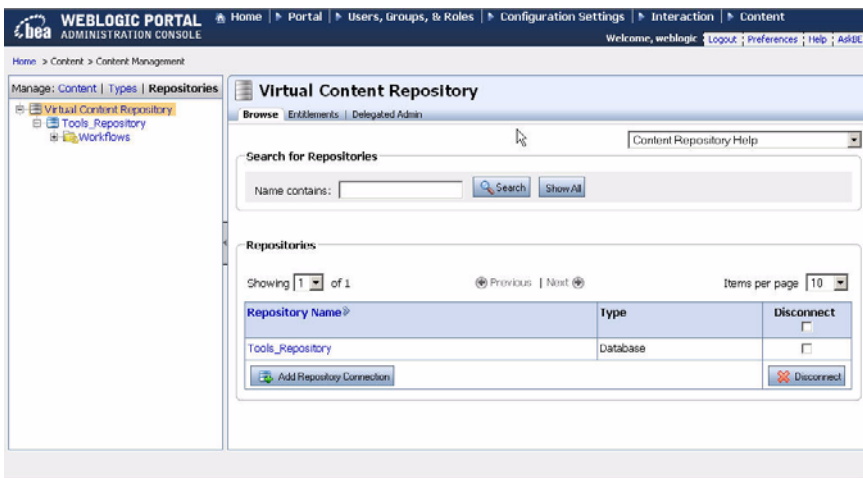 bea WEBLOGIC PORTAL
ADMINISTRATION CONSOLE
Home | Portal | Users, Groups, & Roles | Configuration Settings | Interaction | Content
Welcome, weblogic Logout | Preferences | Help | AskBE
Home > Content > Content Management
Manage: Content | Types | Repositories
Virtual Content Repository
Tools_Repository
Workflows
Virtual Content Repository
Browse Entitlements | Delegated Admin
Content Repository Help
Search for Repositories
Name contains: Search Show All
Repositories
Showing 1 of 1 Previous | Next Items per page 10
Repository Name Type Disconnect
Tools_Repository Database
Add Repository Connection Disconnect